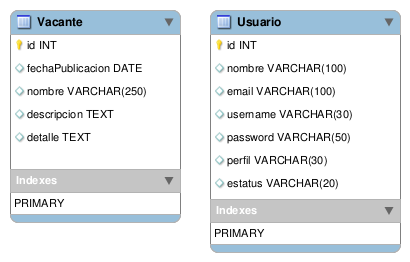 Vacante
id INT
fechaPublicacion DATE
nombre VARCHAR(250)
descripcion TEXT
detalle TEXT
Indexes
PRIMARY
Usuario
id INT
nombre VARCHAR(100)
email VARCHAR(100)
username VARCHAR(30)
password VARCHAR(50)
perfil VARCHAR(30)
estatus VARCHAR(20)
Indexes
PRIMARY